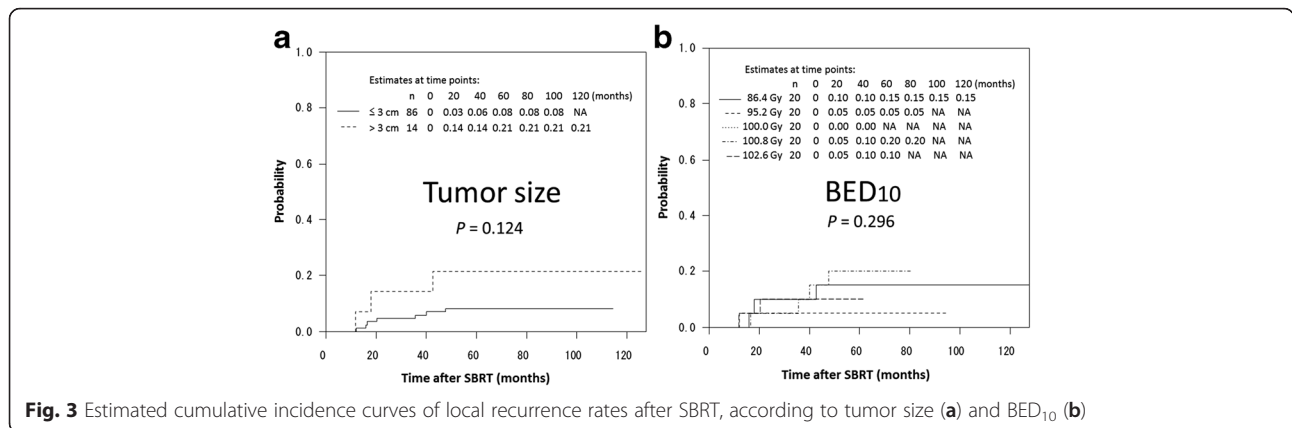 a
1.0
0.8
0.6
0.4
0.2
0.0
Probability
Estimates at time points:
n 0 20 40 60 80 100 120 (months)
≤ 3 cm 86 0 0.03 0.06 0.08 0.08 0.08 NA
> 3 cm 14 0 0.14 0.14 0.21 0.21 0.21 0.21
Tumor size
P = 0.124
0 20 40 60 80 100 120
Time after SBRT (months)
b
1.0
0.8
0.6
0.4
0.2
0.0
Probability
Estimates at time points:
n 0 20 40 60 80 100 120 (months)
86.4 Gy 20 0 0.10 0.10 0.15 0.15 0.15 0.15
95.2 Gy 20 0 0.05 0.05 0.05 0.05 NA NA
100.0 Gy 20 0 0.00 0.00 NA NA NA NA
100.8 Gy 20 0 0.05 0.10 0.20 0.20 NA NA
102.6 Gy 20 0 0.05 0.10 0.10 NA NA NA
BED10
P = 0.296
0 20 40 60 80 100 120
Time after SBRT (months)
Fig. 3 Estimated cumulative incidence curves of local recurrence rates after SBRT, according to tumor size (a) and BED10 (b)